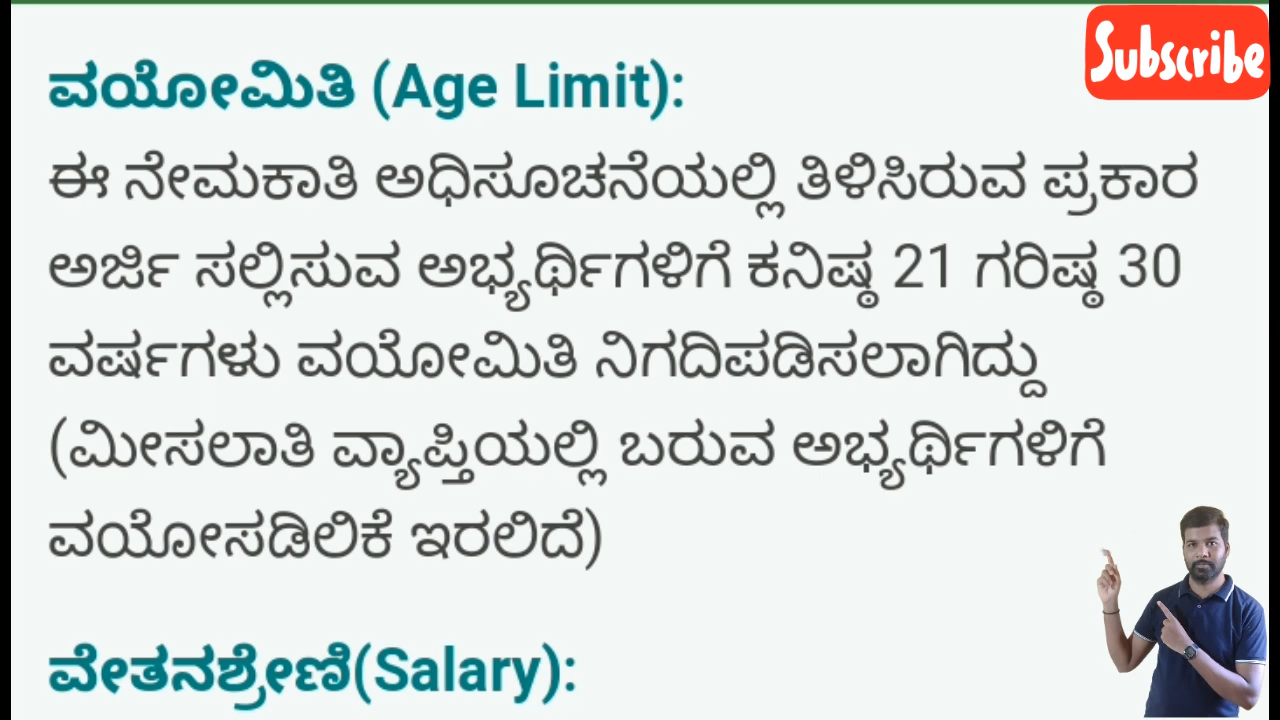 Subscribe
ವಯೋಮಿತಿ (Age Limit):
ಈ ನೇಮಕಾತಿ ಅಧಿಸೂಚನೆಯಲ್ಲಿ ತಿಳಿಸಿರುವ ಪ್ರಕಾರ
ಅರ್ಜಿ ಸಲ್ಲಿಸುವ ಅಭ್ಯರ್ಥಿಗಳಿಗೆ ಕನಿಷ್ಠ 21 ಗರಿಷ್ಠ 30
ವರ್ಷಗಳು ವಯೋಮಿತಿ ನಿಗದಿಪಡಿಸಲಾಗಿದ್ದು
(ಮೀಸಲಾತಿ ವ್ಯಾಪ್ತಿಯಲ್ಲಿ ಬರುವ ಅಭ್ಯರ್ಥಿಗಳಿಗೆ
ವಯೋಸಡಿಲಿಕೆ ಇರಲಿದೆ)
ವೇತನಶ್ರೇಣಿ(Salary):